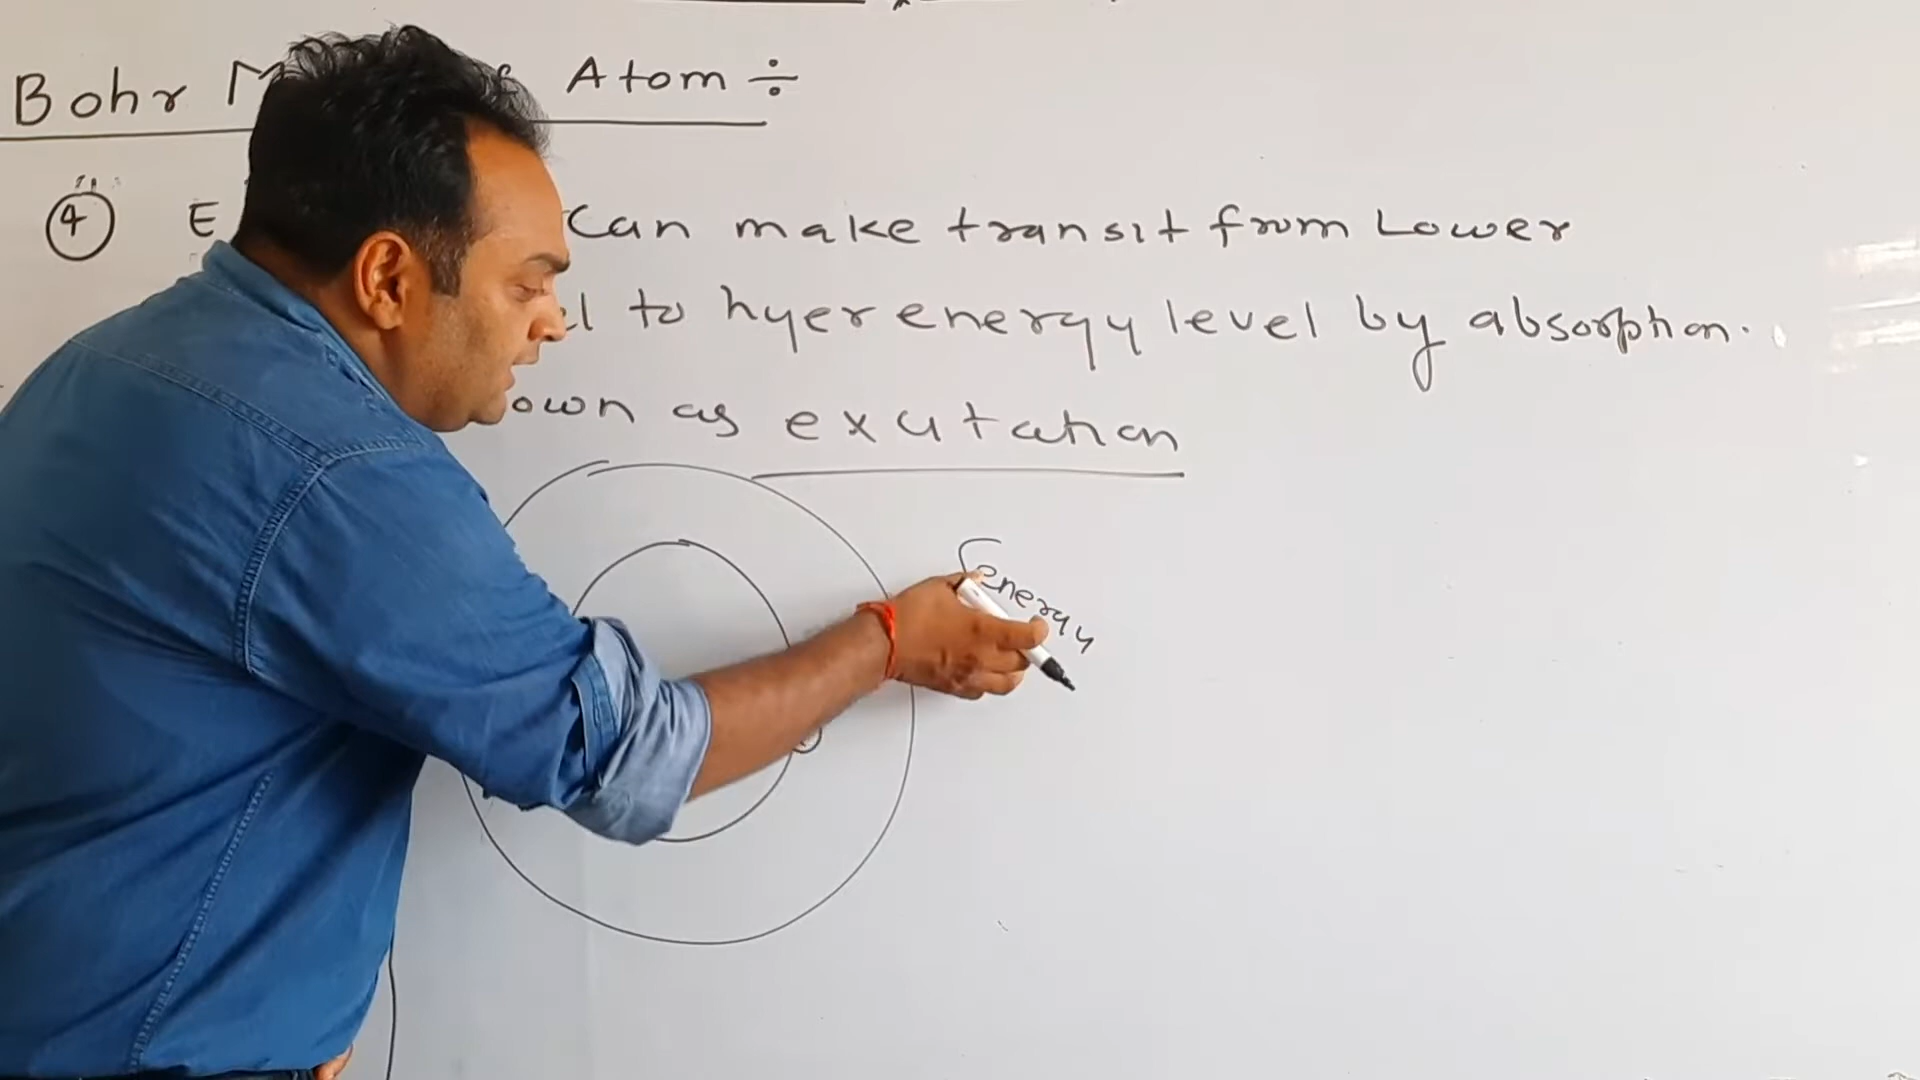 Bohr Atom ÷
④ E can make transit from Lower
to hyer energy level by absorption.
own as excitation
energy